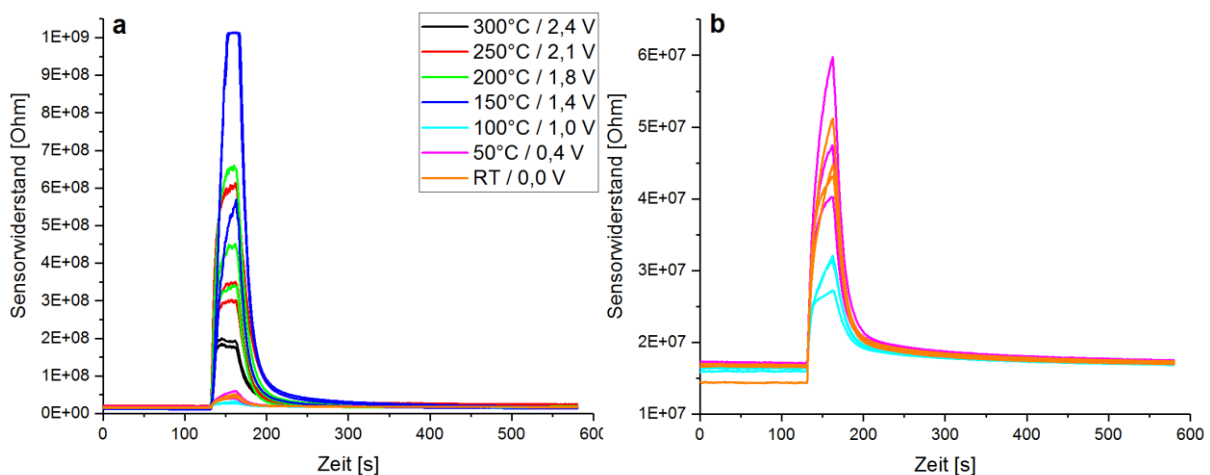 a
300°C / 2,4 V
250°C / 2,1 V
200°C / 1,8 V
150°C / 1,4 V
100°C / 1,0 V
50°C / 0,4 V
RT / 0,0 V
Sensorwiderstand [Ohm]
1E+09
9E+08
8E+08
7E+08
6E+08
5E+08
4E+08
3E+08
2E+08
1E+08
0E+00
0 100 200 300 400 500 600
Zeit [s]
b
Sensorwiderstand [Ohm]
6E+07
5E+07
4E+07
3E+07
2E+07
1E+07
0 100 200 300 400 500 600
Zeit [s]